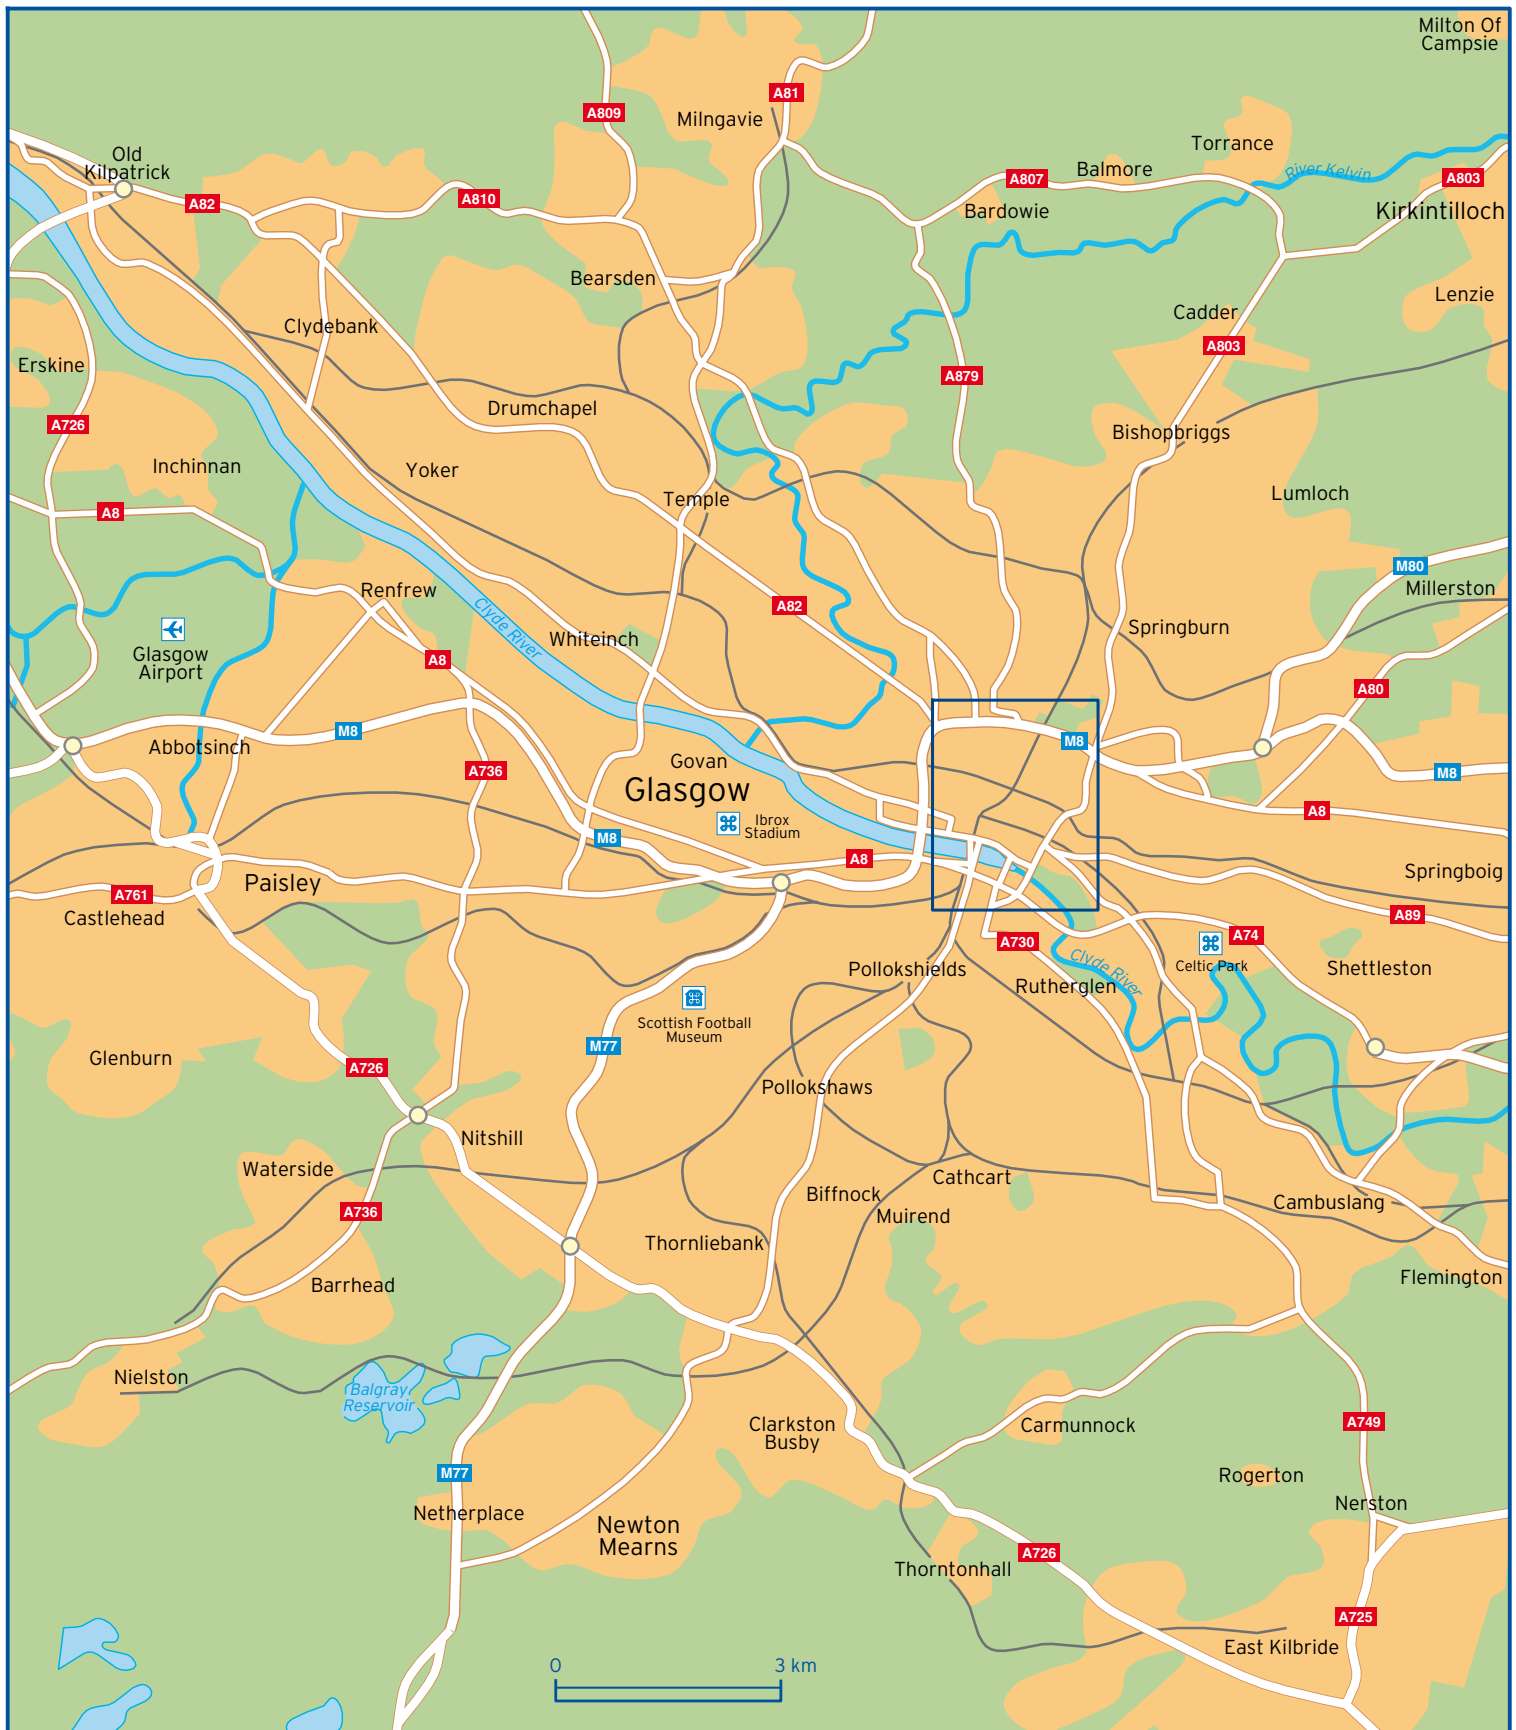 Milton Of
Campsie
A81
A809
Milngavie
Torrance
Old
Kilpatrick
Balmore
River Kelvin
A807
A803
A82
A810
Bardowie
Kirkintilloch
Bearsden
Lenzie
Cadder
Clydebank
A803
Erskine
A879
Drumchapel
A726
Bishopbriggs
Inchinnan
Yoker
Temple
Lumloch
A8
M80
Renfrew
Millerston
A82
Clyde River
Whiteinch
Springburn
Glasgow
Airport
A8
A80
M8
Abbotsinch
M8
Govan
A736
M8
Glasgow
Ibrox
Stadium
A8
M8
A8
Springboig
Paisley
A761
Castlehead
A89
A74
A730
Celtic Park
Clyde River
Pollokshields
Shettleston
Rutherglen
Scottish Football
Museum
M77
Glenburn
A726
Pollokshaws
Nitshill
Waterside
Cathcart
Biffnock
Cambuslang
A736
Muirend
Thornliebank
Flemington
Barrhead
Nielston
Balgray
Reservoir
Clarkston
Busby
Carmunnock
A749
M77
Rogerton
Nerston
Netherplace
Newton
Mearns
A726
Thorntonhall
A725
East Kilbride
0
3 km